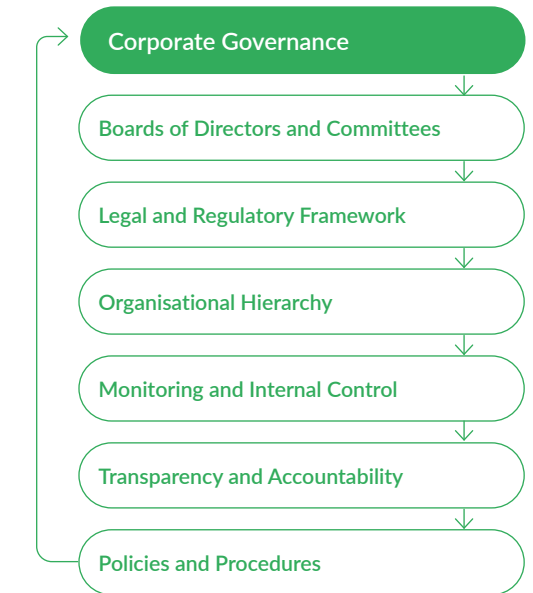 Corporate Governance
Boards of Directors and Committees
Legal and Regulatory Framework
Organisational Hierarchy
Monitoring and Internal Control
Transparency and Accountability
Policies and Procedures